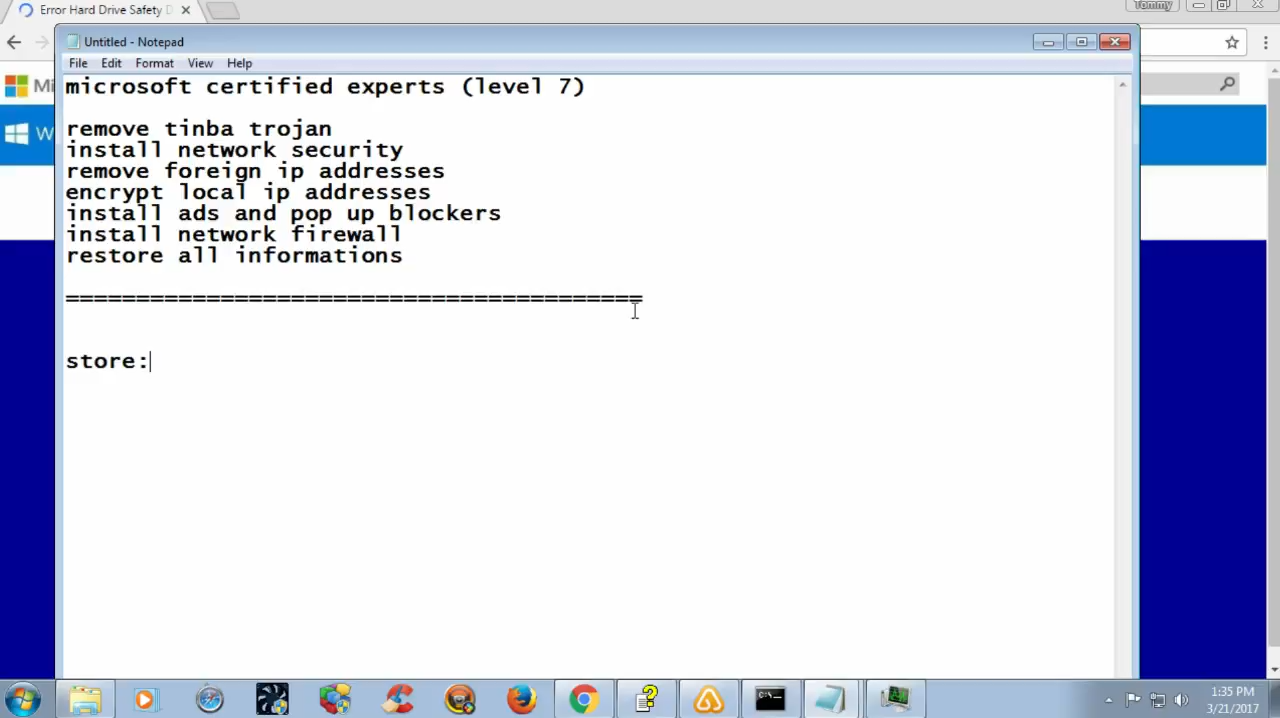 Error Hard Drive Safety D
Tommy
Untitled - Notepad
File Edit Format View Help
Mi
W
microsoft certified experts (level 7)
remove tinba trojan
install network security
remove foreign ip addresses
encrypt local ip addresses
install ads and pop up blockers
install network firewall
restore all informations
=========================================
store:
C:\.
1:35 PM
3/21/2017